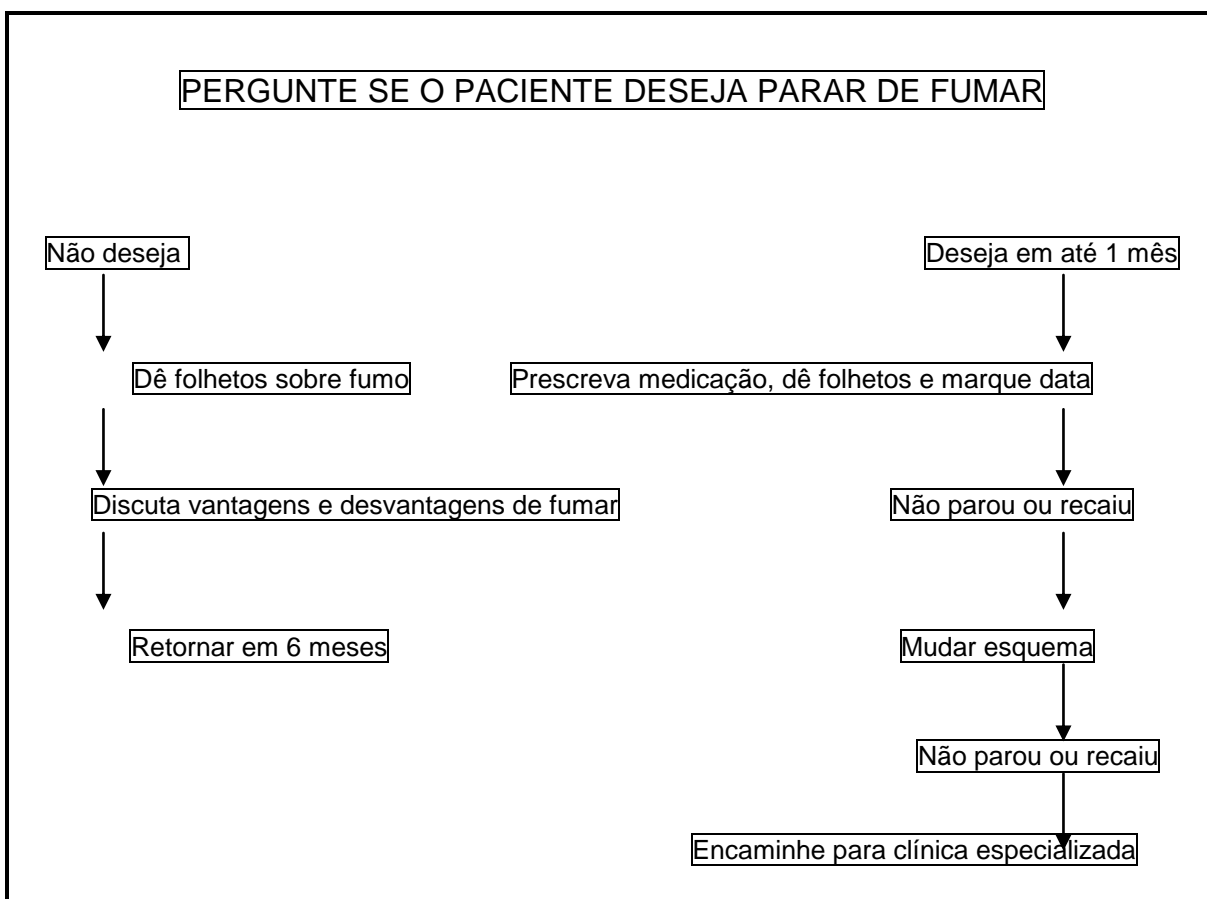 PERGUNTE SE O PACIENTE DESEJA PARAR DE FUMAR
Não deseja
Deseja em até 1 mês
Dê folhetos sobre fumo
Prescreva medicação, dê folhetos e marque data
Discuta vantagens e desvantagens de fumar
Não parou ou recaiu
Retornar em 6 meses
Mudar esquema
Não parou ou recaiu
Encaminhe para clínica especializada